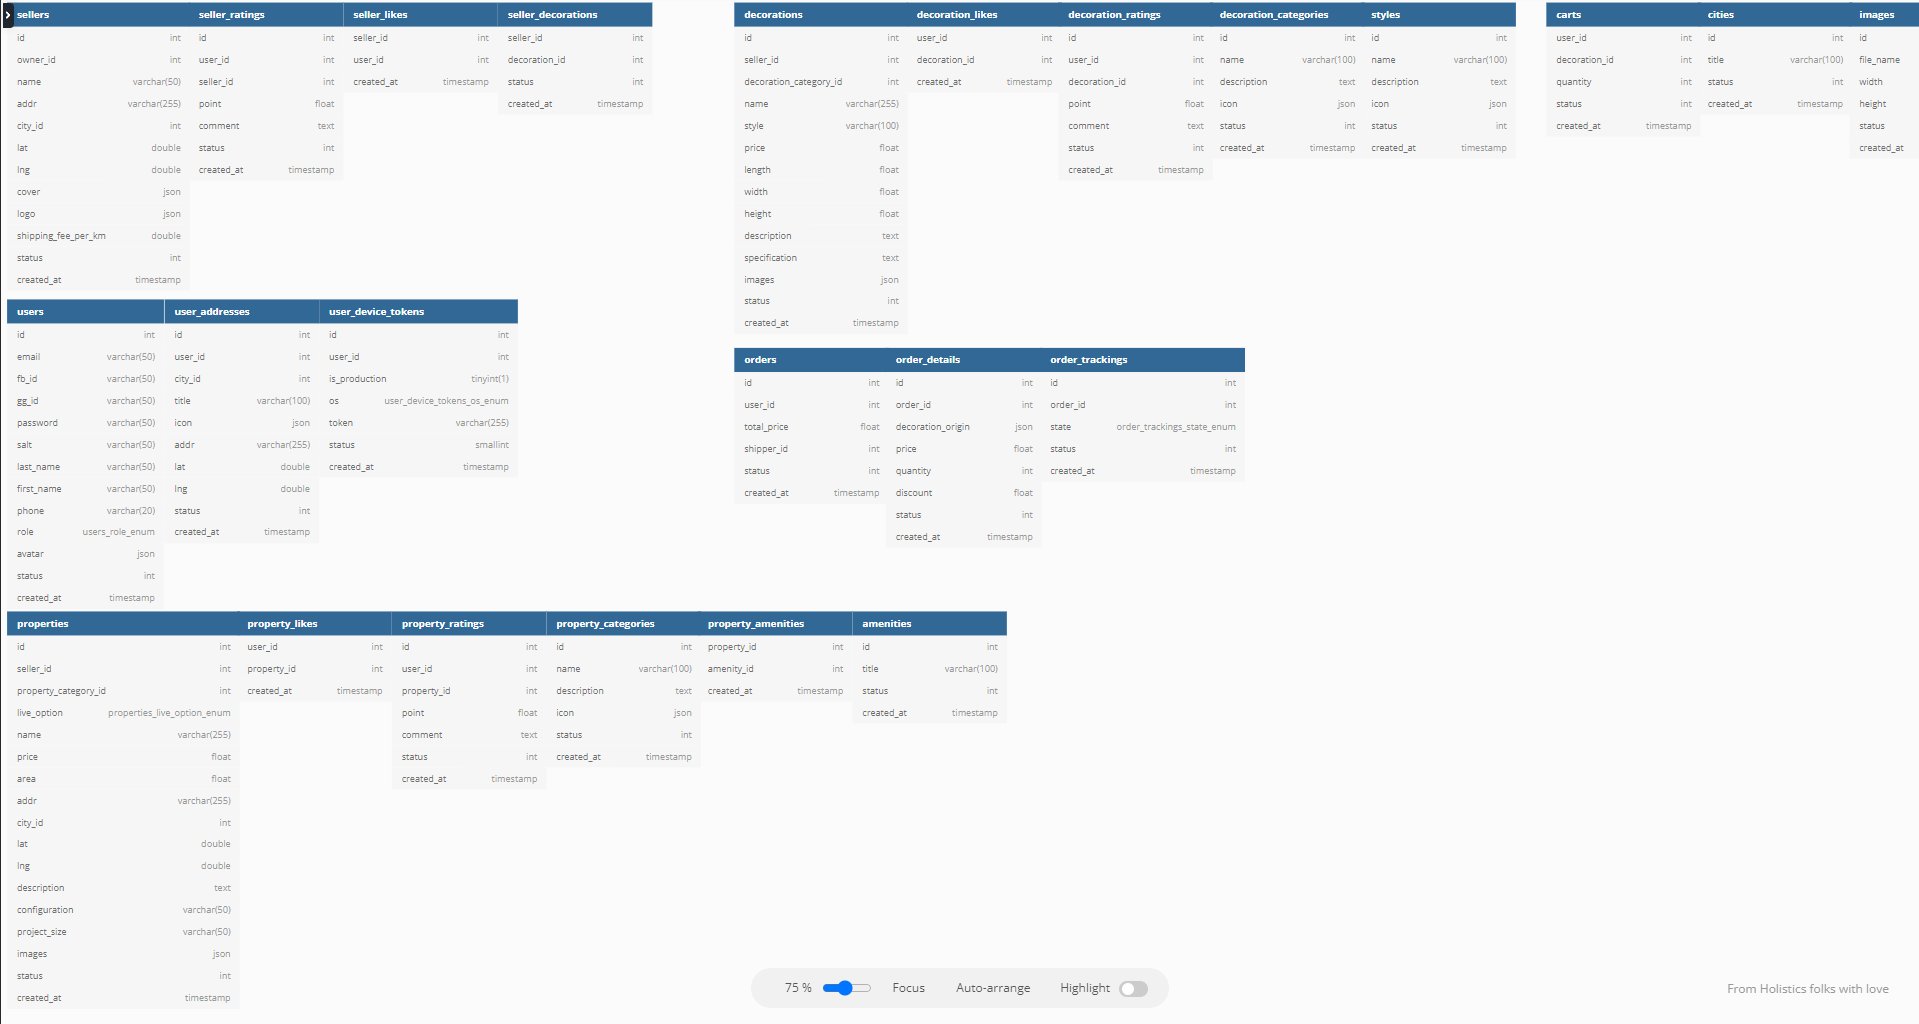 sellers
id int
owner_id int
name varchar(50)
addr varchar(255)
city_id int
lat double
lng double
cover json
logo json
shipping_fee_per_km double
status int
created_at timestamp
seller_ratings
id int
user_id int
seller_id int
point float
comment text
status int
created_at timestamp
seller_likes
seller_id int
user_id int
created_at timestamp
seller_decorations
seller_id int
decoration_id int
status int
created_at timestamp
decorations
id int
seller_id int
decoration_category_id int
name varchar(255)
style varchar(100)
price float
length float
width float
height float
description text
specification text
images json
status int
created_at timestamp
decoration_likes
user_id int
decoration_id int
created_at timestamp
decoration_ratings
id int
user_id int
decoration_id int
point float
comment text
status int
created_at timestamp
decoration_categories
id int
name varchar(100)
description text
icon json
status int
created_at timestamp
styles
id int
name varchar(100)
description text
icon json
status int
created_at timestamp
carts
user_id int
decoration_id int
quantity int
status int
created_at timestamp
cities
id int
title varchar(100)
status int
created_at timestamp
images
id
file_name
width
height
status
created_at
users
id int
email varchar(50)
fb_id varchar(50)
gg_id varchar(50)
password varchar(50)
salt varchar(50)
last_name varchar(50)
first_name varchar(50)
phone varchar(20)
role users_role_enum
avatar json
status int
created_at timestamp
user_addresses
id int
user_id int
city_id int
title varchar(100)
icon json
addr varchar(255)
lat double
lng double
status int
created_at timestamp
user_device_tokens
id int
user_id int
is_production tinyint(1)
os user_device_tokens_os_enum
token varchar(255)
status smallint
created_at timestamp
orders
id int
user_id int
total_price float
shipper_id int
status int
created_at timestamp
order_details
id int
order_id int
decoration_origin json
price float
quantity int
discount float
status int
created_at timestamp
order_trackings
id int
order_id int
state order_trackings_state_enum
status int
created_at timestamp
properties
id int
seller_id int
property_category_id int
live_option properties_live_option_enum
name varchar(255)
price float
area float
addr varchar(255)
city_id int
lat double
lng double
description text
configuration varchar(50)
project_size varchar(50)
images json
status int
created_at timestamp
property_likes
user_id int
property_id int
created_at timestamp
property_ratings
id int
user_id int
property_id int
point float
comment text
status int
created_at timestamp
property_categories
id int
name varchar(100)
description text
icon json
status int
created_at timestamp
property_amenities
property_id int
amenity_id int
created_at timestamp
amenities
id int
title varchar(100)
status int
created_at timestamp
75 % Focus Auto-arrange Highlight
From Holistics folks with love